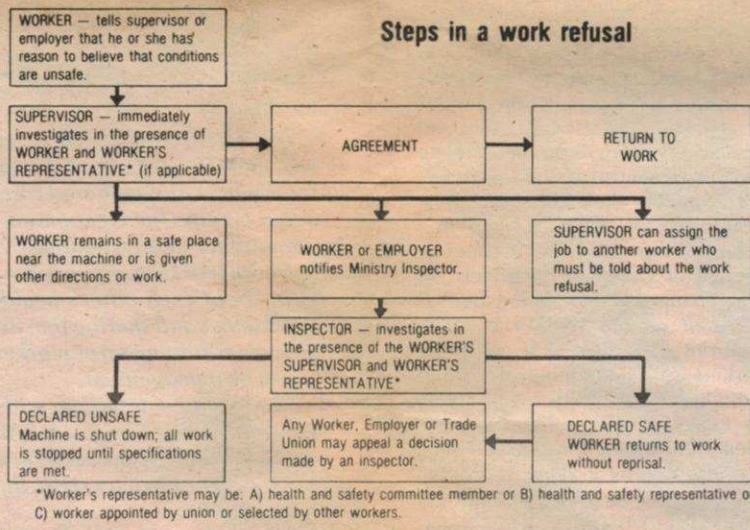 Steps in a work refusal
WORKER — tells supervisor or
employer that he or she has
reason to believe that conditions
are unsafe.
SUPERVISOR — immediately
investigates in the presence of
WORKER and WORKER'S
REPRESENTATIVE* (if applicable)
AGREEMENT
RETURN TO
WORK
WORKER remains in a safe place
near the machine or is given
other directions or work.
WORKER or EMPLOYER
notifies Ministry Inspector.
SUPERVISOR can assign the
job to another worker who
must be told about the work
refusal.
INSPECTOR — investigates in
the presence of the WORKER'S
SUPERVISOR and WORKER'S
REPRESENTATIVE*
DECLARED UNSAFE
Machine is shut down; all work
is stopped until specifications
are met.
Any Worker, Employer or Trade
Union may appeal a decision
made by an inspector.
DECLARED SAFE
WORKER returns to work
without reprisal.
*Worker's representative may be: A) health and safety committee member or B) health and safety representative or
C) worker appointed by union or selected by other workers.